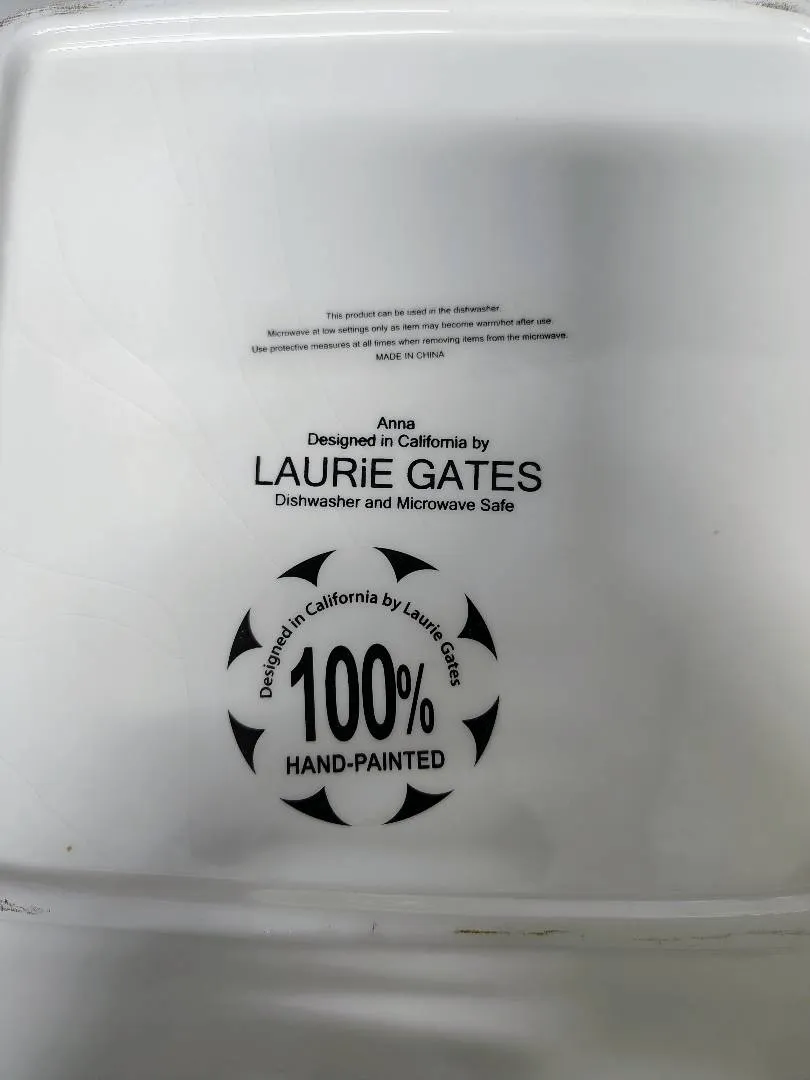 This product can be used in the dishwasher.
Microwave at low settings only as item may become warm/hot after use.
Use protective measures at all times when removing items from the microwave.
MADE IN CHINA
Anna
Designed in California by
LAURiE GATES
Dishwasher and Microwave Safe
Designed in California by Laurie Gates
100%
HAND-PAINTED